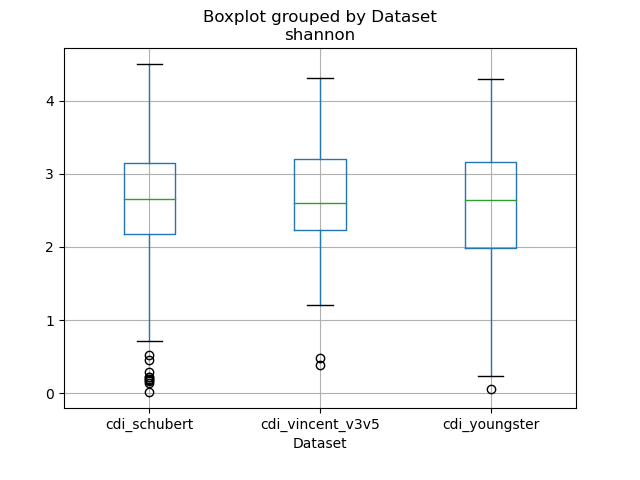 Boxplot grouped by Dataset
shannon
4
3
2
1
0
cdi_schubert cdi_vincent_v3v5 cdi_youngster
Dataset